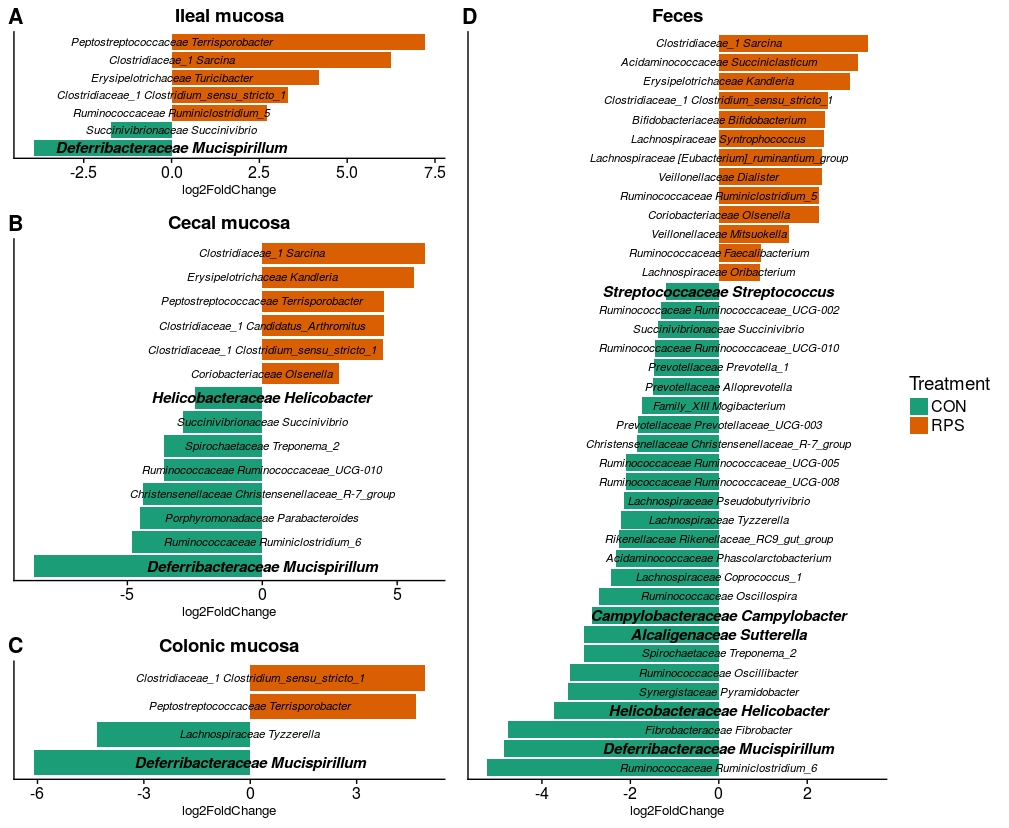 A
Ileal mucosa
Peptostreptococcaceae Terrisporobacter
Clostridiaceae_1 Sarcina
Erysipelotrichaceae Turicibacter
Clostridiaceae_1 Clostridium_sensu_stricto_1
Ruminococcaceae Ruminiclostridium_5
Succinivibrionaceae Succinivibrio
Deferribacteraceae Mucispirillum
-2.5 0.0 2.5 5.0 7.5
log2FoldChange
B
Cecal mucosa
Clostridiaceae_1 Sarcina
Erysipelotrichaceae Kandleria
Peptostreptococcaceae Terrisporobacter
Clostridiaceae_1 Candidatus_Arthromitus
Clostridiaceae_1 Clostridium_sensu_stricto_1
Coriobacteriaceae Olsenella
Helicobacteraceae Helicobacter
Succinivibrionaceae Succinivibrio
Spirochaetaceae Treponema_2
Ruminococcaceae Ruminococcaceae_UCG-010
Christensenellaceae Christensenellaceae_R-7_group
Porphyromonadaceae Parabacteroides
Ruminococcaceae Ruminiclostridium_6
Deferribacteraceae Mucispirillum
-5 0 5
log2FoldChange
C
Colonic mucosa
Clostridiaceae_1 Clostridium_sensu_stricto_1
Peptostreptococcaceae Terrisporobacter
Lachnospiraceae Tyzzerella
Deferribacteraceae Mucispirillum
-6 -3 0 3
log2FoldChange
D
Feces
Clostridiaceae_1 Sarcina
Acidaminococcaceae Succiniclasticum
Erysipelotrichaceae Kandleria
Clostridiaceae_1 Clostridium_sensu_stricto_1
Bifidobacteriaceae Bifidobacterium
Lachnospiraceae Syntrophococcus
Lachnospiraceae [Eubacterium]_ruminantium_group
Veillonellaceae Dialister
Ruminococcaceae Ruminiclostridium_5
Coriobacteriaceae Olsenella
Veillonellaceae Mitsuokella
Ruminococcaceae Faecalibacterium
Lachnospiraceae Oribacterium
Streptococcaceae Streptococcus
Ruminococcaceae Ruminococcaceae_UCG-002
Succinivibrionaceae Succinivibrio
Ruminococcaceae Ruminococcaceae_UCG-010
Prevotellaceae Prevotella_1
Prevotellaceae Alloprevotella
Family_XIII Mogibacterium
Prevotellaceae Prevotellaceae_UCG-003
Christensenellaceae Christensenellaceae_R-7_group
Ruminococcaceae Ruminococcaceae_UCG-005
Ruminococcaceae Ruminococcaceae_UCG-008
Lachnospiraceae Pseudobutyrivibrio
Lachnospiraceae Tyzzerella
Rikenellaceae Rikenellaceae_RC9_gut_group
Acidaminococcaceae Phascolarctobacterium
Lachnospiraceae Coprococcus_1
Ruminococcaceae Oscillospira
Campylobacteraceae Campylobacter
Alcaligenaceae Sutterella
Spirochaetaceae Treponema_2
Ruminococcaceae Oscillibacter
Synergistaceae Pyramidobacter
Helicobacteraceae Helicobacter
Fibrobacteraceae Fibrobacter
Deferribacteraceae Mucispirillum
Ruminococcaceae Ruminiclostridium_6
-4 -2 0 2
log2FoldChange
Treatment
CON
RPS